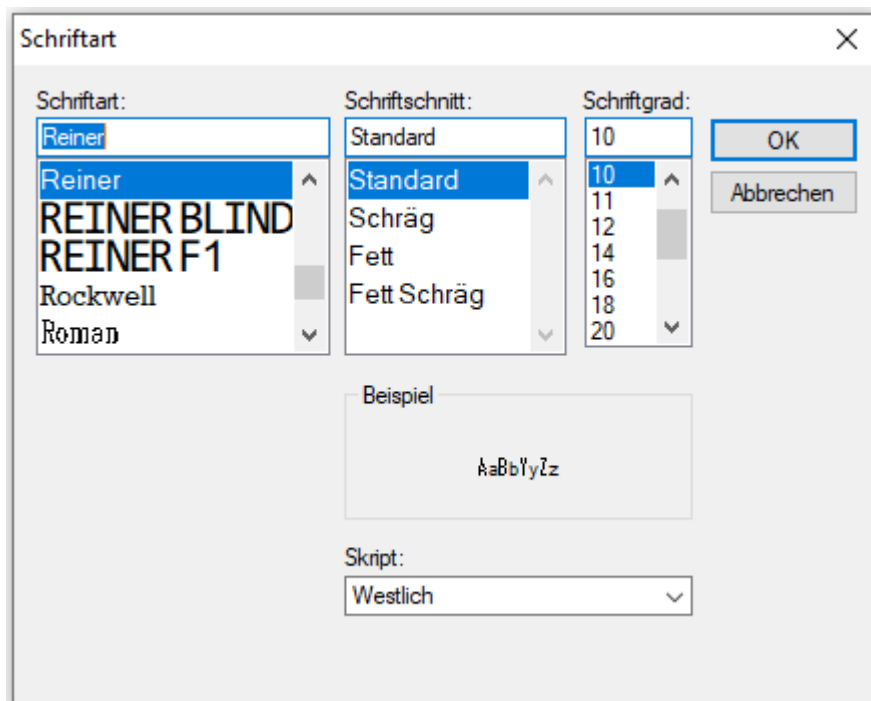 Schriftart
Schriftart:
Reiner
Reiner
REINER BLIND
REINER F1
Rockwell
Roman
Schriftschnitt:
Standard
Standard
Schräg
Fett
Fett Schräg
Schriftgrad:
10
10
11
12
14
16
18
20
OK
Abbrechen
Beispiel
AaBbYyZz
Skript:
Westlich